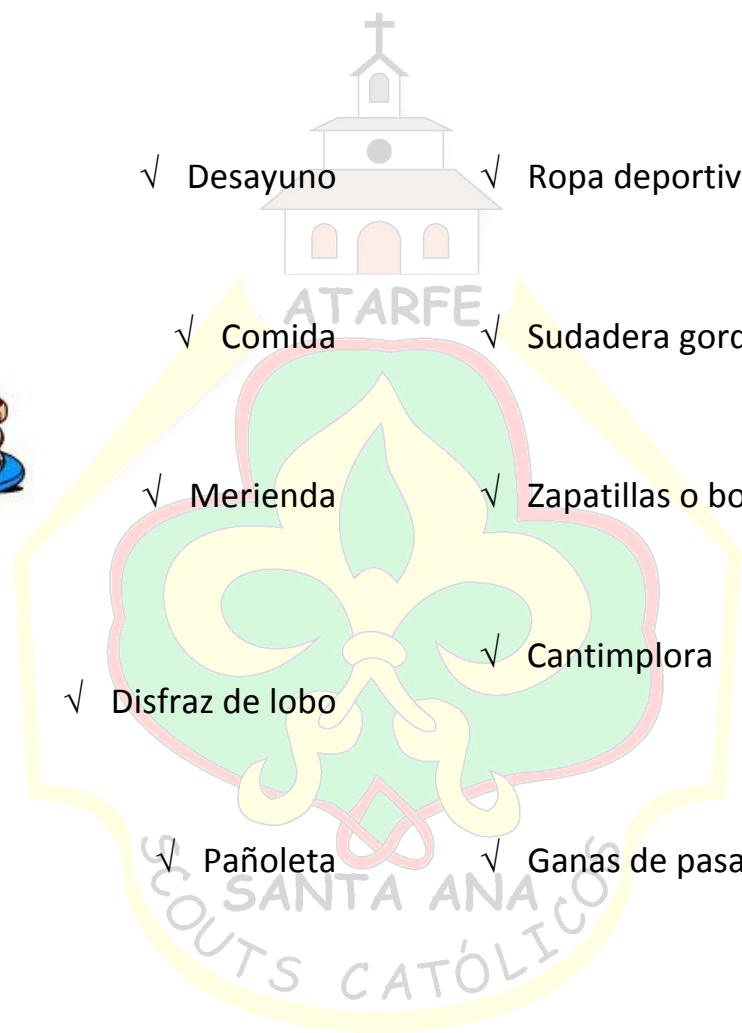 √ Desayuno
√ Comida
√ Merienda
√ Disfraz de lobo
√ Pañoleta
√ Ropa deportiv
√ Sudadera gord
√ Zapatillas o bo
√ Cantimplora
√ Ganas de pasa
ATARFE
SANTA ANA
SCOUTS CATÓLICOS